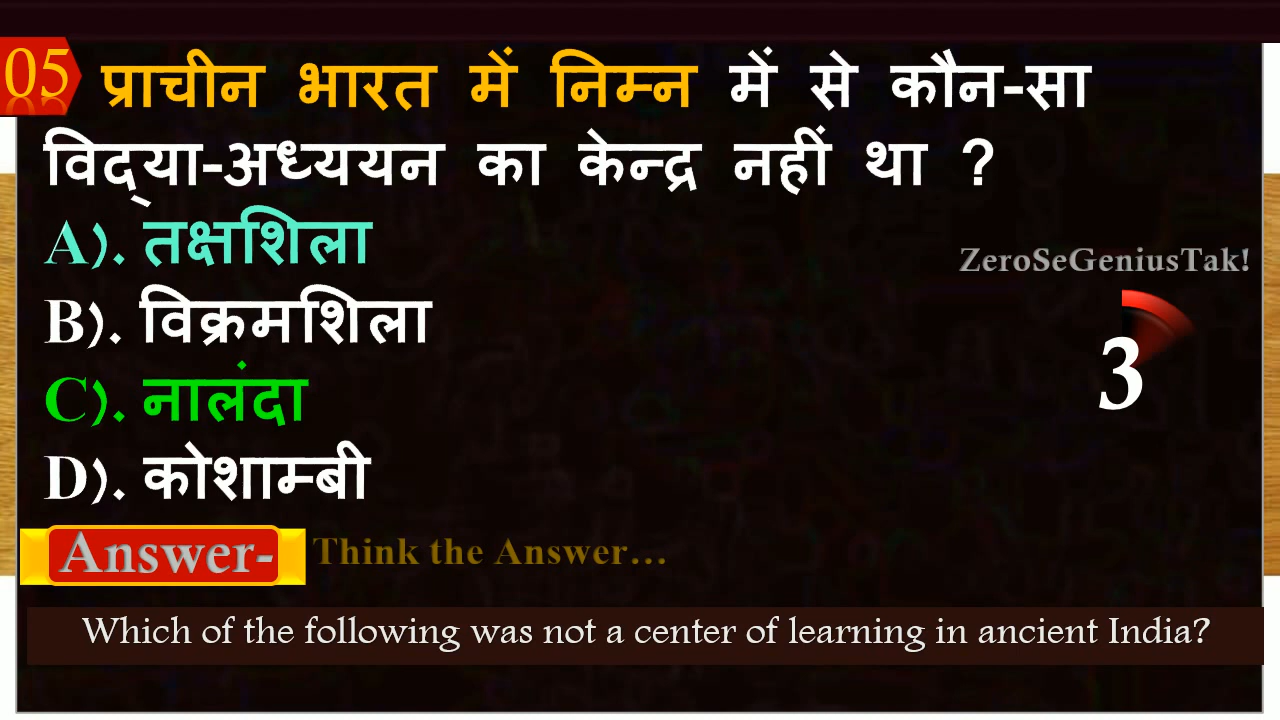 05 प्राचीन भारत में निम्न में से कौन-सा
विद्‌या-अध्ययन का केन्द्र नहीं था ?
A). तक्षशिला
ZeroSeGeniusTak!
B). विक्रमशिला
3
C). नालंदा
D). कोशाम्बी
Answer- Think the Answer...
Which of the following was not a center of learning in ancient India?